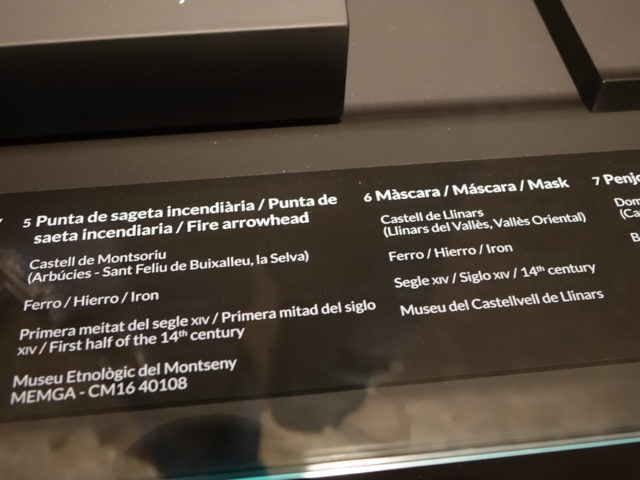 5 Punta de sageta incendiària / Punta de
saeta incendiaria / Fire arrowhead
Castell de Montsoriu
(Arbúcies - Sant Feliu de Buixalleu, la Selva)
Ferro / Hierro / Iron
Primera meitat del segle XIV / Primera mitad del siglo
XIV / First half of the 14th century
Museu Etnològic del Montseny
MEMGA - CM16 40108
6 Màscara / Máscara / Mask
Castell de Llinars
(Llinars del Vallès, Vallès Oriental)
Ferro / Hierro / Iron
Segle XIV / Siglo XIV / 14th century
Museu del Castellvell de Llinars
7